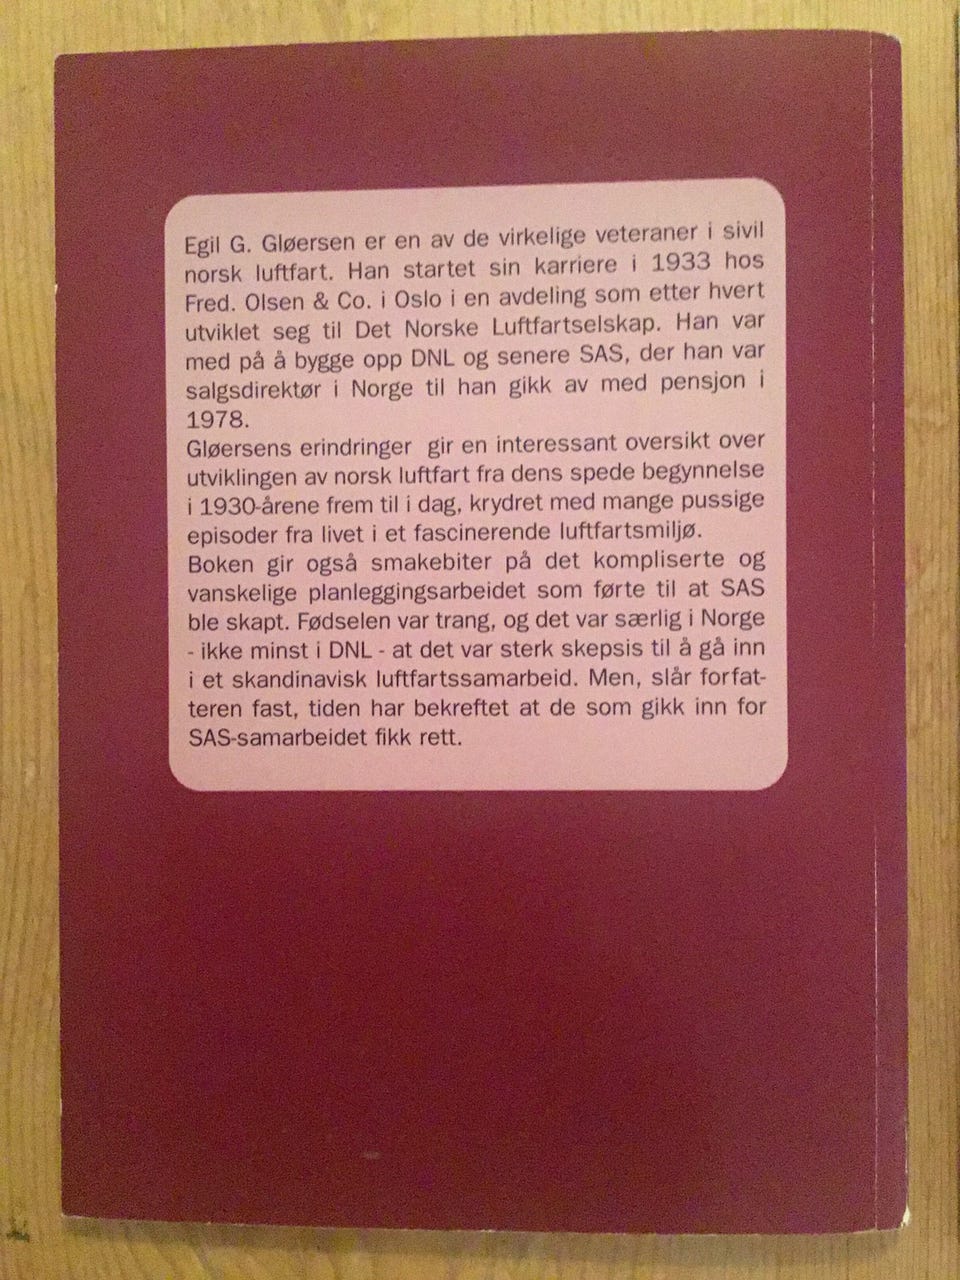 Egil G. Gløersen er en av de virkelige veteraner i sivil
norsk luftfart. Han startet sin karriere i 1933 hos
Fred. Olsen & Co. i Oslo i en avdeling som etter hvert
utviklet seg til Det Norske Luftfartselskap. Han var
med på å bygge opp DNL og senere SAS, der han var
salgsdirektør i Norge til han gikk av med pensjon i
1978.
Gløersens erindringer gir en interessant oversikt over
utviklingen av norsk luftfart fra dens spede begynnelse
i 1930-årene frem til i dag, krydret med mange pussige
episoder fra livet i et fascinerende luftfartsmiljø.
Boken gir også smakebiter på det kompliserte og
vanskelige planleggingsarbeidet som førte til at SAS
ble skapt. Fødselen var trang, og det var særlig i Norge
- ikke minst i DNL - at det var sterk skepsis til å gå inn
i et skandinavisk luftfartssamarbeid. Men, slår forfat-
teren fast, tiden har bekreftet at de som gikk inn for
SAS-samarbeidet fikk rett.